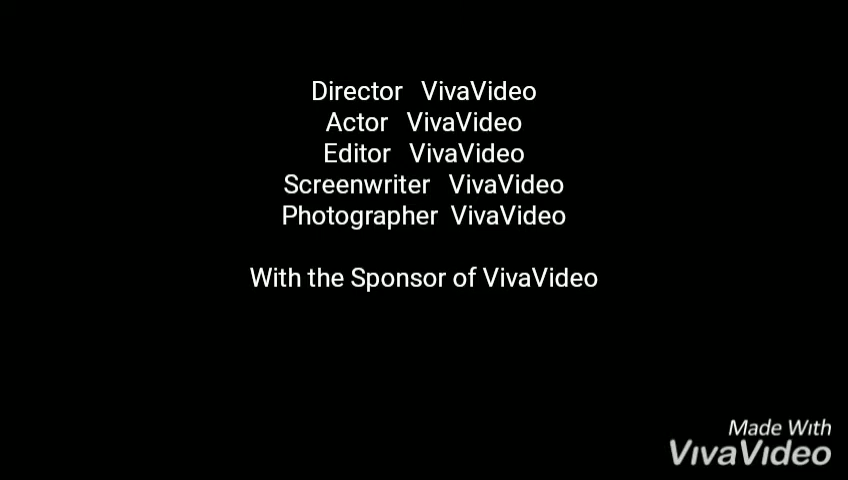 Director VivaVideo
Actor VivaVideo
Editor VivaVideo
Screenwriter VivaVideo
Photographer VivaVideo
With the Sponsor of VivaVideo
Made With
VivaVideo